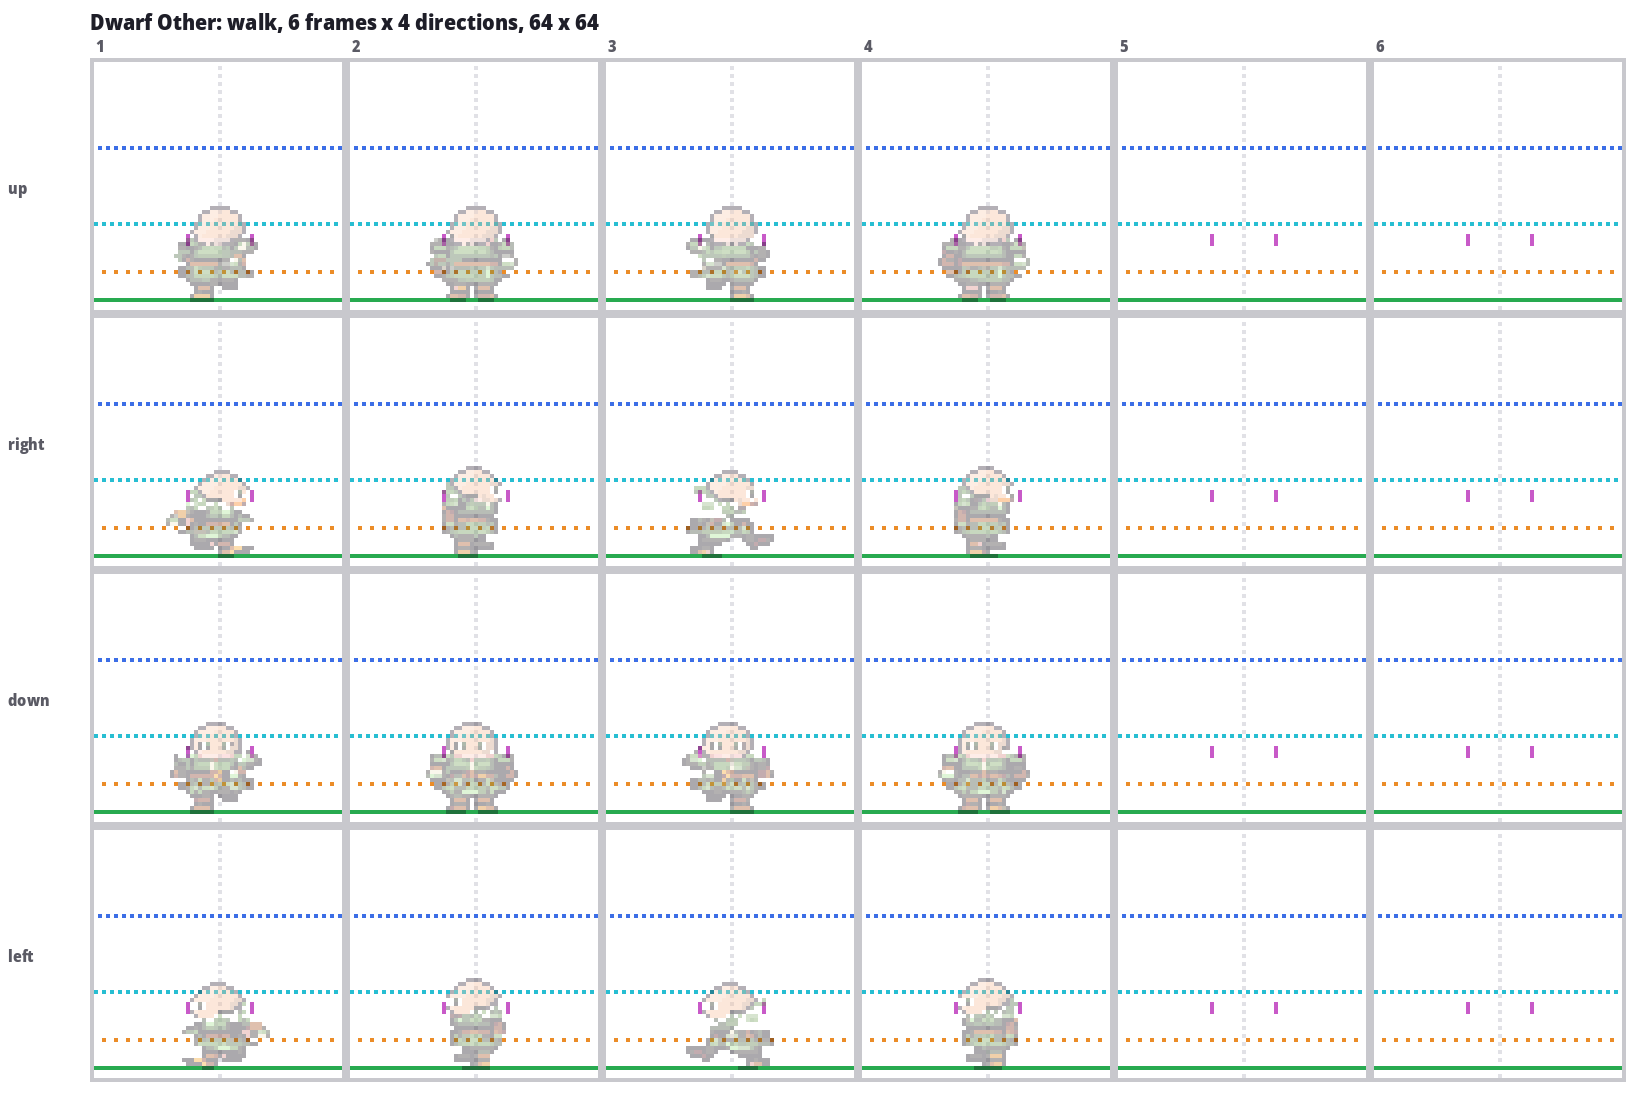 Dwarf Other: walk, 6 frames x 4 directions, 64 x 64
1 2 3 4 5 6
up
right
down
left